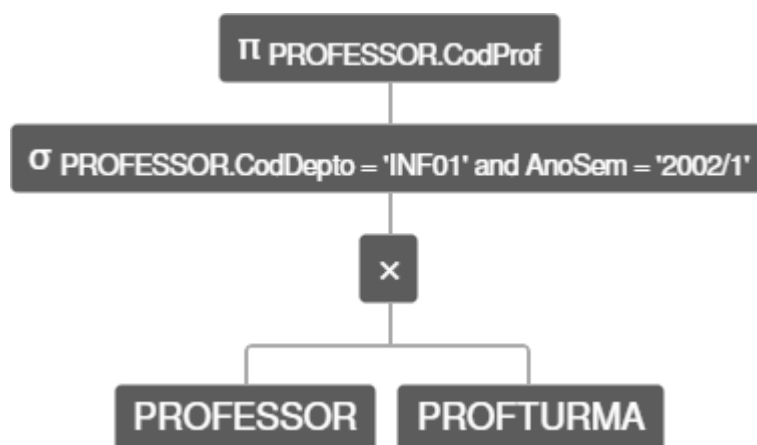 π PROFESSOR.CodProf
σ PROFESSOR.CodDepto = 'INF01' and AnoSem = '2002/1'
×
PROFESSOR PROFTURMA